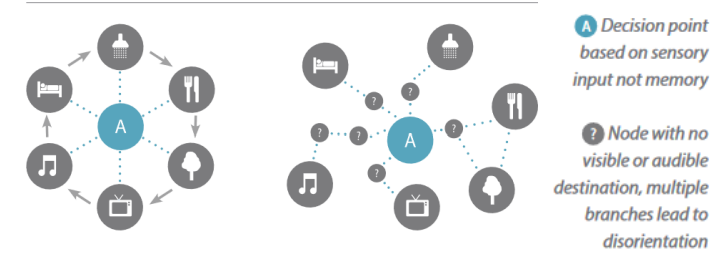 A
A
?
?
?
?
?
?
A Decision point
based on sensory
input not memory
? Node with no
visible or audible
destination, multiple
branches lead to
disorientation